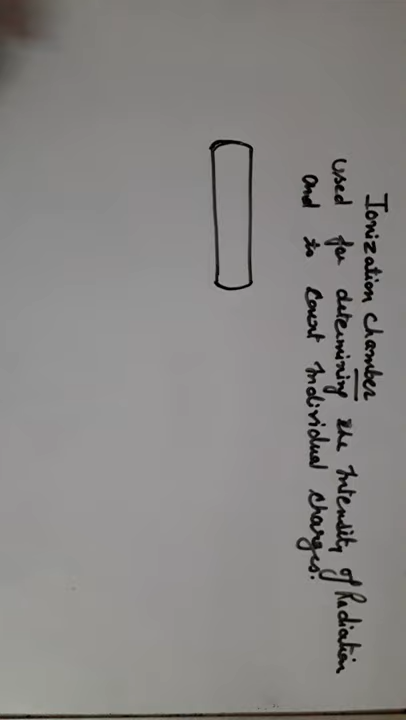 Ionization chamber
used for determining the Intensity of Radiation
and to count Individual charges.